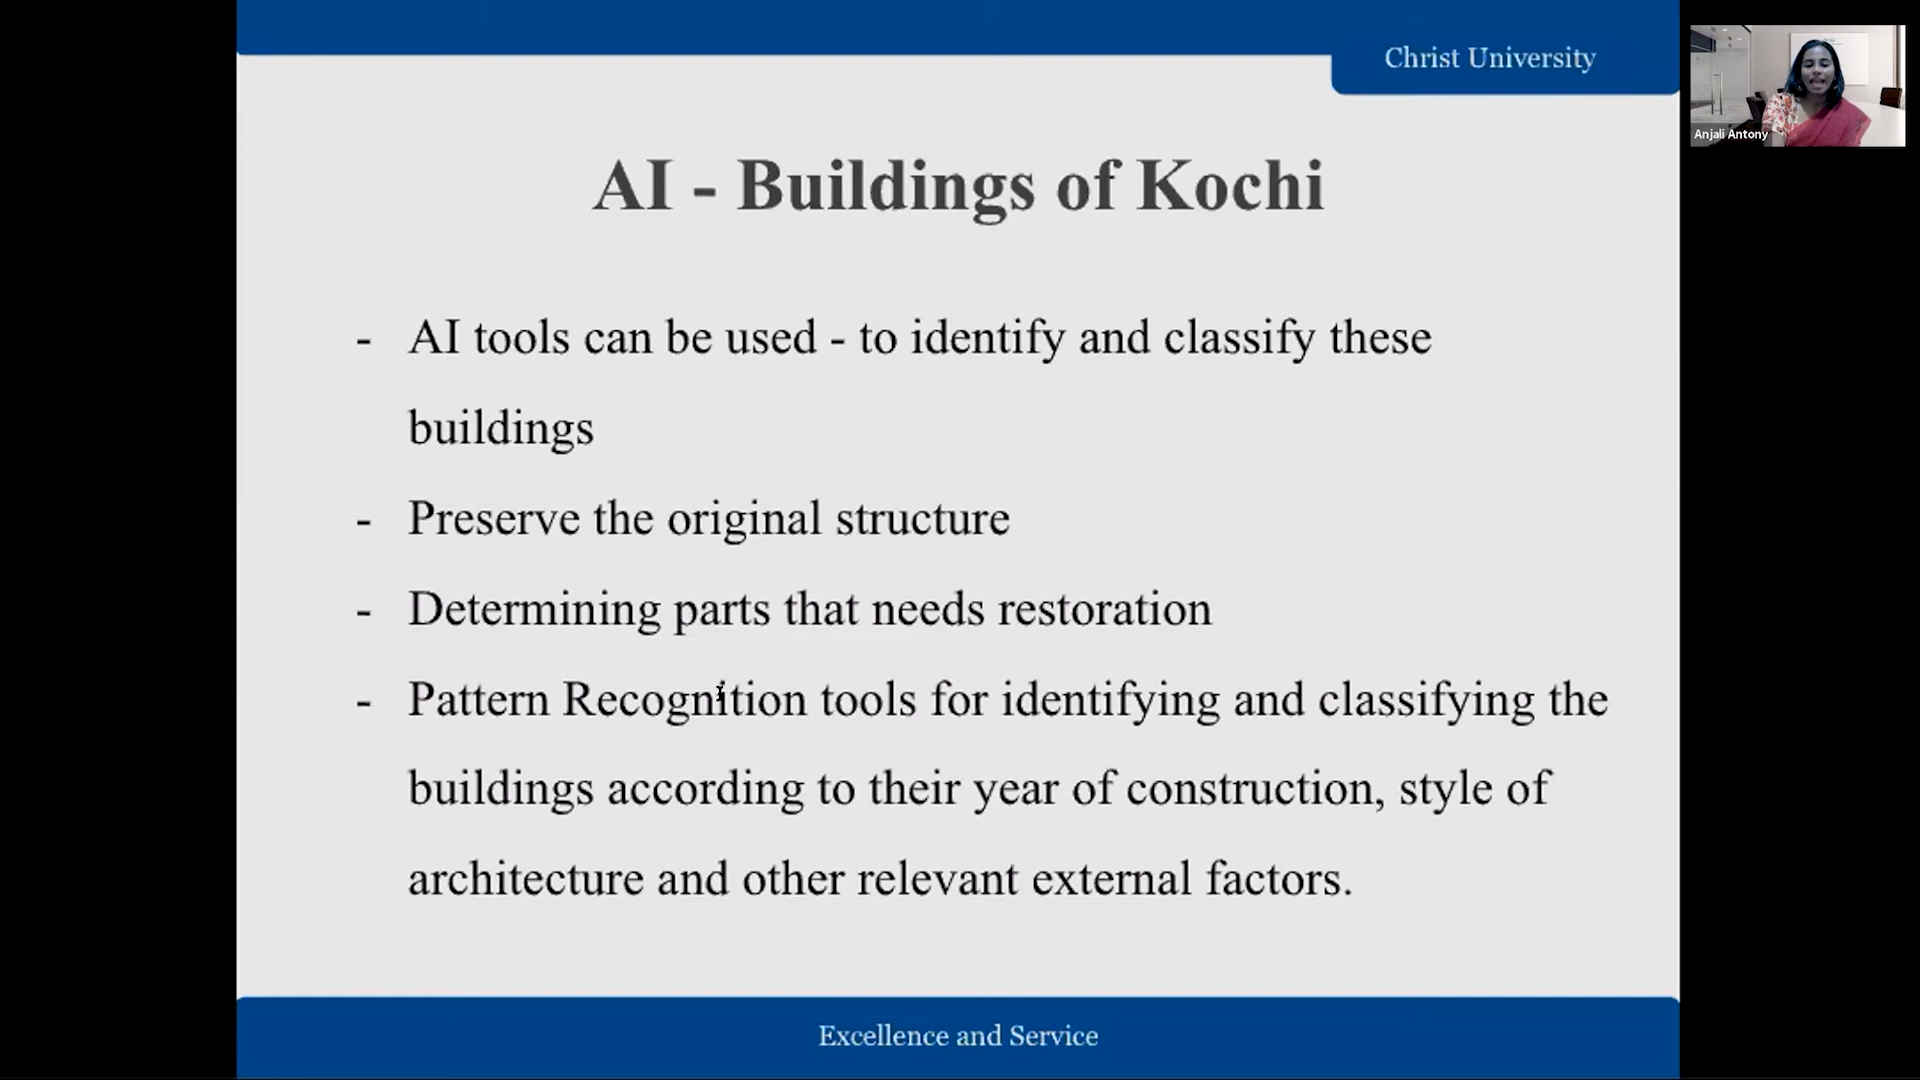 Christ University
Anjali Antony
AI - Buildings of Kochi
- AI tools can be used - to identify and classify these
buildings
- Preserve the original structure
- Determining parts that needs restoration
- Pattern Recognition tools for identifying and classifying the
buildings according to their year of construction, style of
architecture and other relevant external factors.
Excellence and Service